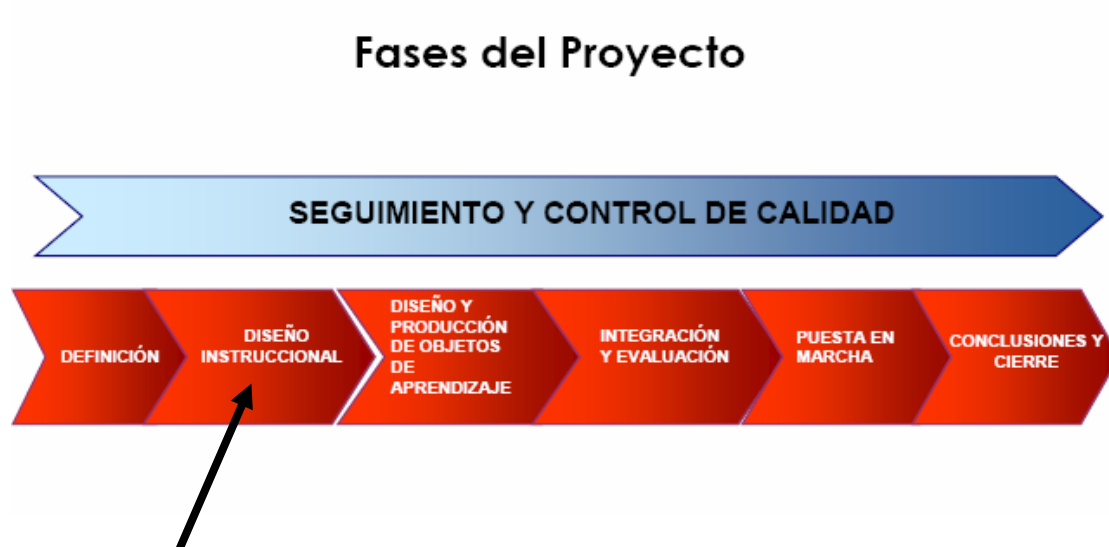 Fases del Proyecto
SEGUIMIENTO Y CONTROL DE CALIDAD
DEFINICIÓN
DISEÑO
INSTRUCCIONAL
DISEÑO Y
PRODUCCIÓN
DE OBJETOS
DE
APRENDIZAJE
INTEGRACIÓN
Y EVALUACIÓN
PUESTA EN
MARCHA
CONCLUSIONES Y
CIERRE